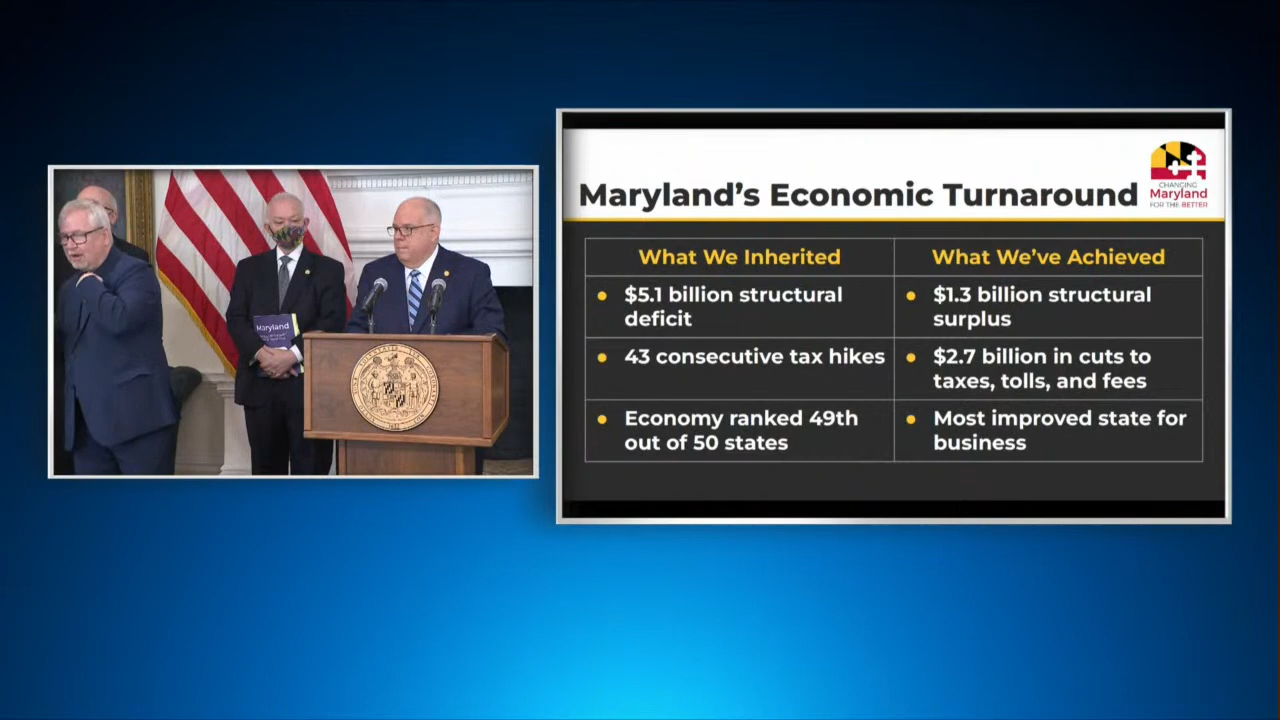 Maryland's Economic Turnaround
CHANGING
Maryland
FOR THE BETTER
What We Inherited
What We've Achieved
• $5.1 billion structural
deficit
• $1.3 billion structural
surplus
• 43 consecutive tax hikes
• $2.7 billion in cuts to
taxes, tolls, and fees
• Economy ranked 49th
out of 50 states
• Most improved state for
business
Maryland